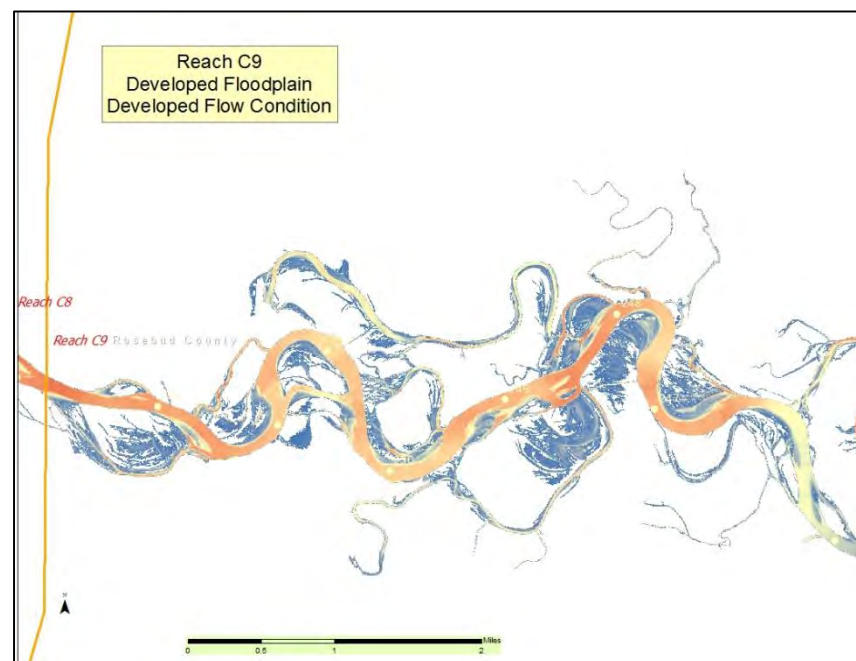 Reach C9
Developed Floodplain
Developed Flow Condition
Reach C8
Reach C9 Rosebud County
N
Miles
0 0.5 1 2